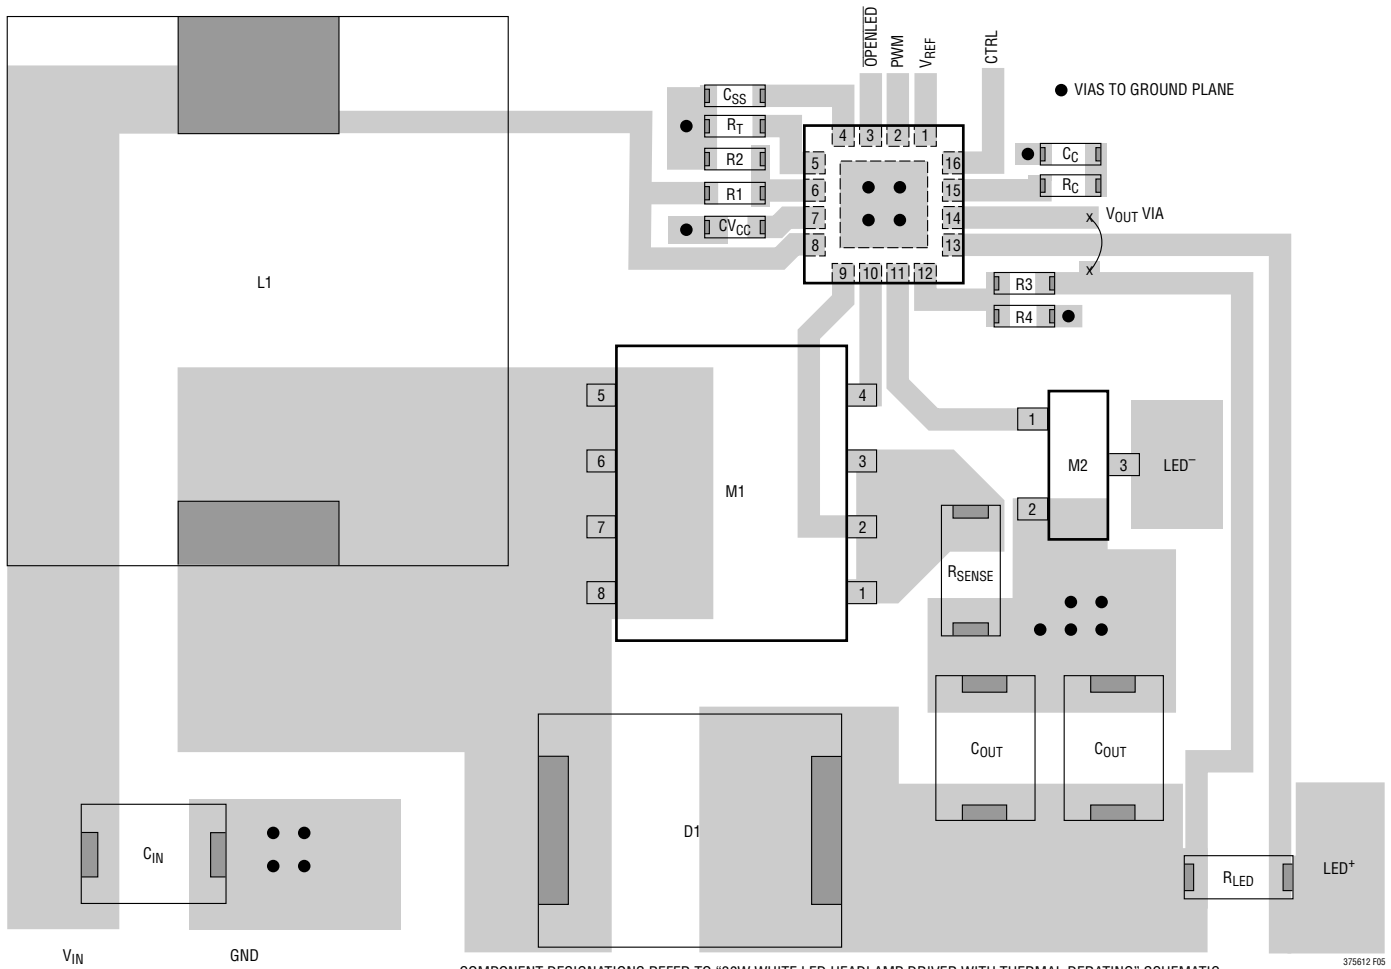 OPENLED
PWM
VREF
CTRL
VIAS TO GROUND PLANE
CSS
RT
R2
R1
CVCC
4 3 2 1
5
6
7
8
16
15
14
13
9 10 11 12
CC
RC
VOUT VIA
x
x
R3
R4
L1
5
6
7
8
M1
4
3
2
1
1
2
M2
3
LED–
RSENSE
COUT
COUT
D1
CIN
RLED
LED+
VIN
GND
375612 F05